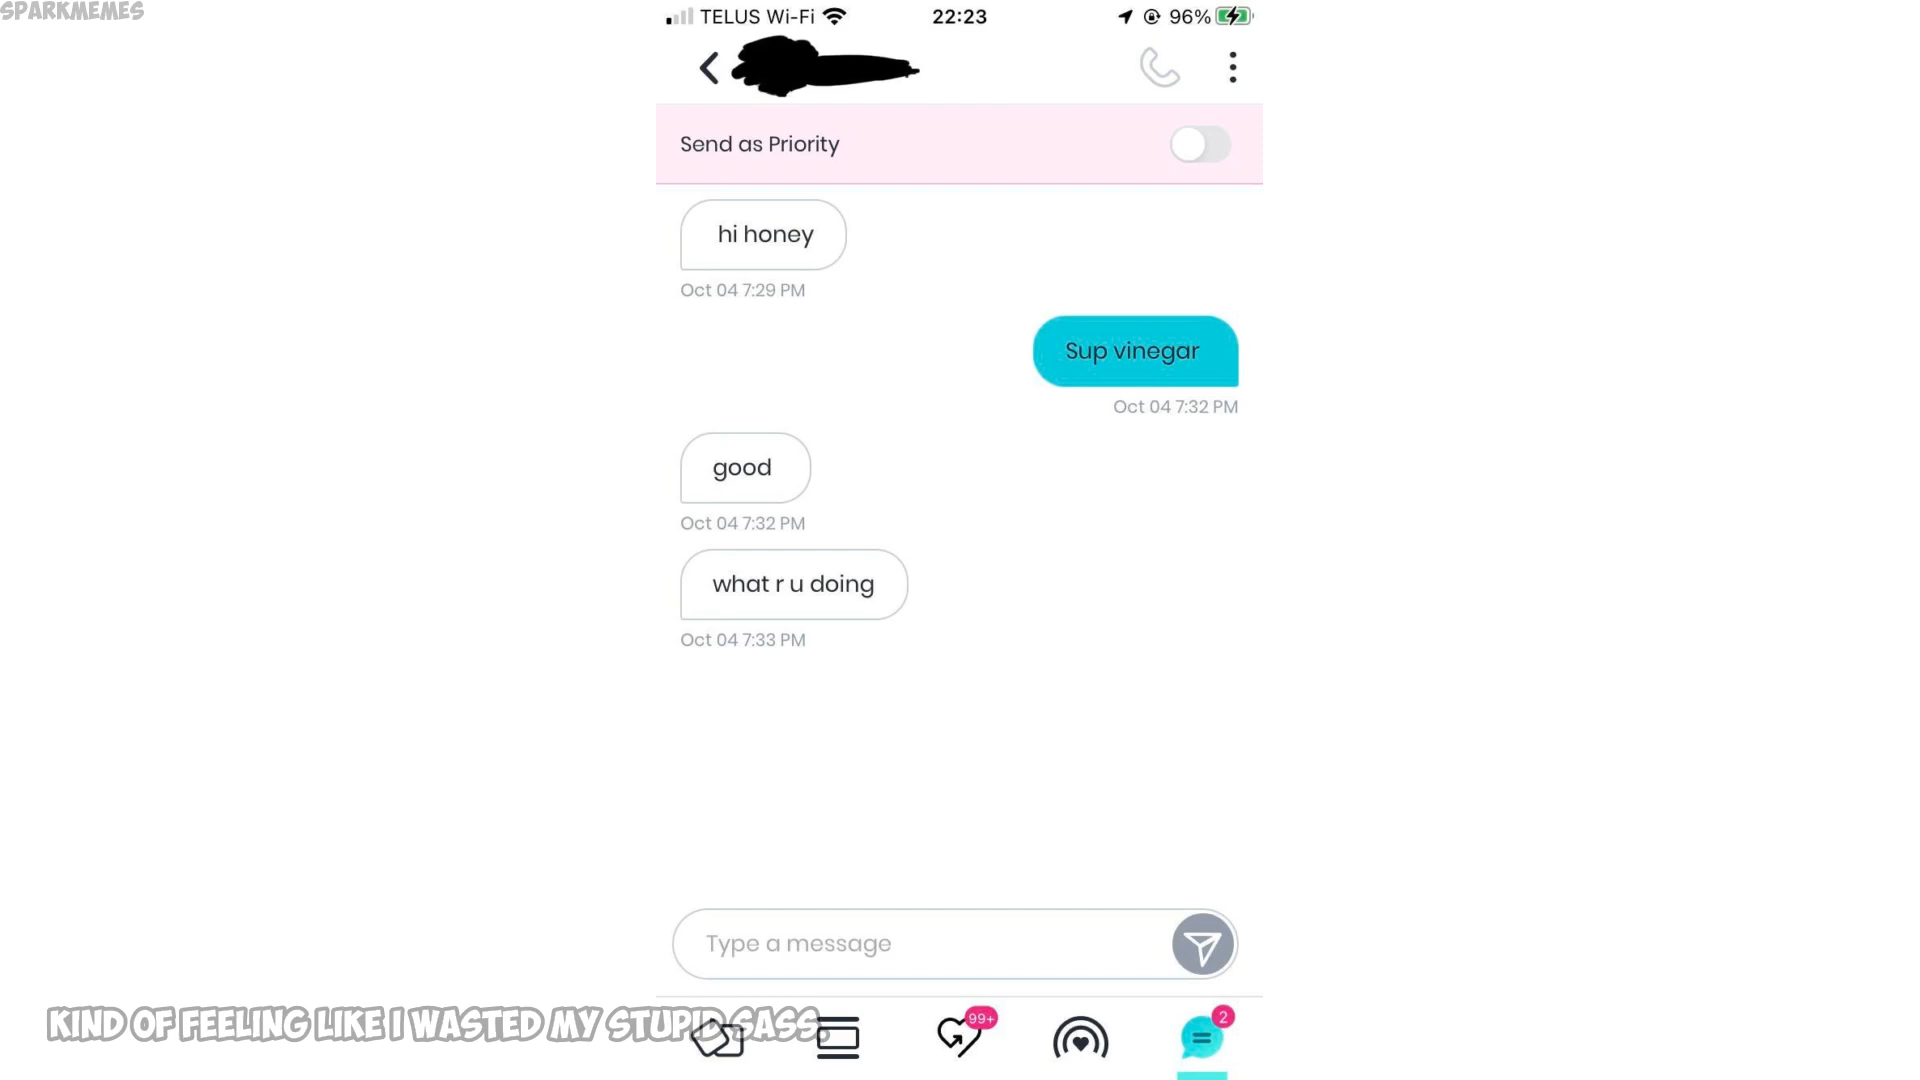 SPARKMEMES
TELUS Wi-Fi 22:23 96%
Send as Priority
hi honey
Oct 04 7:29 PM
Sup vinegar
Oct 04 7:32 PM
good
Oct 04 7:32 PM
what r u doing
Oct 04 7:33 PM
Type a message
99+ 2
KIND OF FEELING LIKE I WASTED MY STUPID SASS.